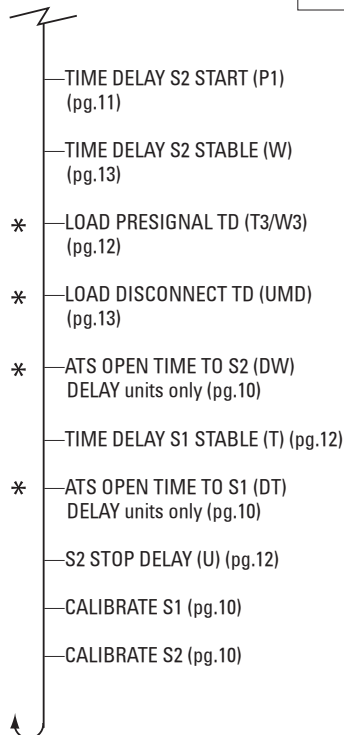 TIME DELAY S2 START (P1)
(pg.11)
TIME DELAY S2 STABLE (W)
(pg.13)
* LOAD PRESIGNAL TD (T3/W3)
(pg.12)
* LOAD DISCONNECT TD (UMD)
(pg.13)
* ATS OPEN TIME TO S2 (DW)
DELAY units only (pg.10)
TIME DELAY S1 STABLE (T) (pg.12)
* ATS OPEN TIME TO S1 (DT)
DELAY units only (pg.10)
S2 STOP DELAY (U) (pg.12)
CALIBRATE S1 (pg.10)
CALIBRATE S2 (pg.10)